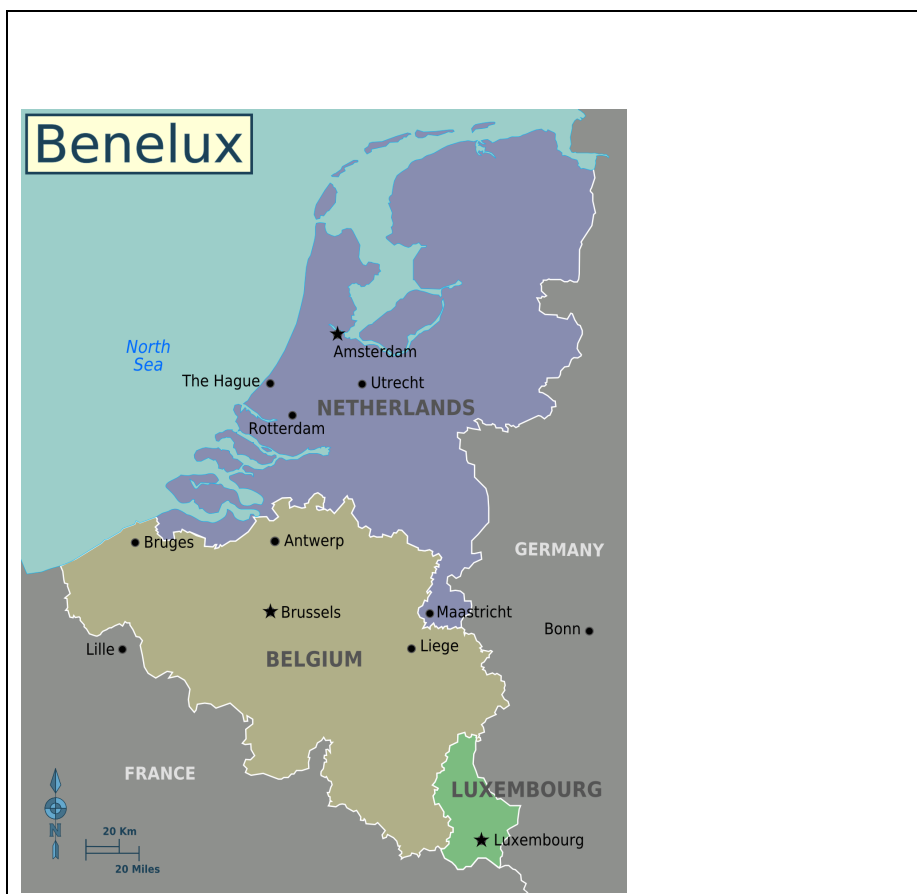 Benelux
North
Sea
Amsterdam
The Hague
Utrecht
NETHERLANDS
Rotterdam
Bruges
Antwerp
GERMANY
Brussels
Maastricht
Bonn
Lille
Liege
BELGIUM
FRANCE
LUXEMBOURG
N
20 Km
20 Miles
Luxembourg